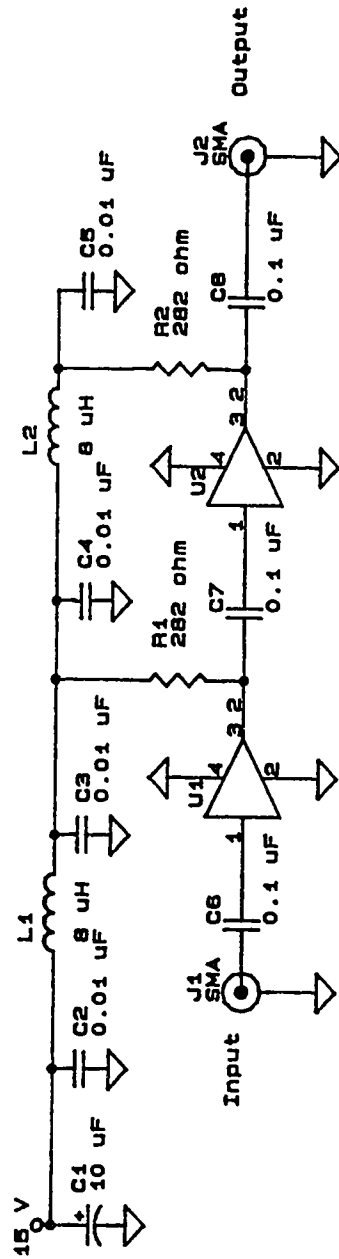 15 V
+
C1
10 uF
C2
0.01 uF
L1
8 uH
C3
0.01 uF
C4
0.01 uF
L2
8 uH
C5
0.01 uF
R1
282 ohm
R2
282 ohm
Input
J1
SMA
C6
0.1 uF
1
U1
4
2
3 2
C7
0.1 uF
1
U2
4
2
3 2
C8
0.1 uF
J2
SMA
Output